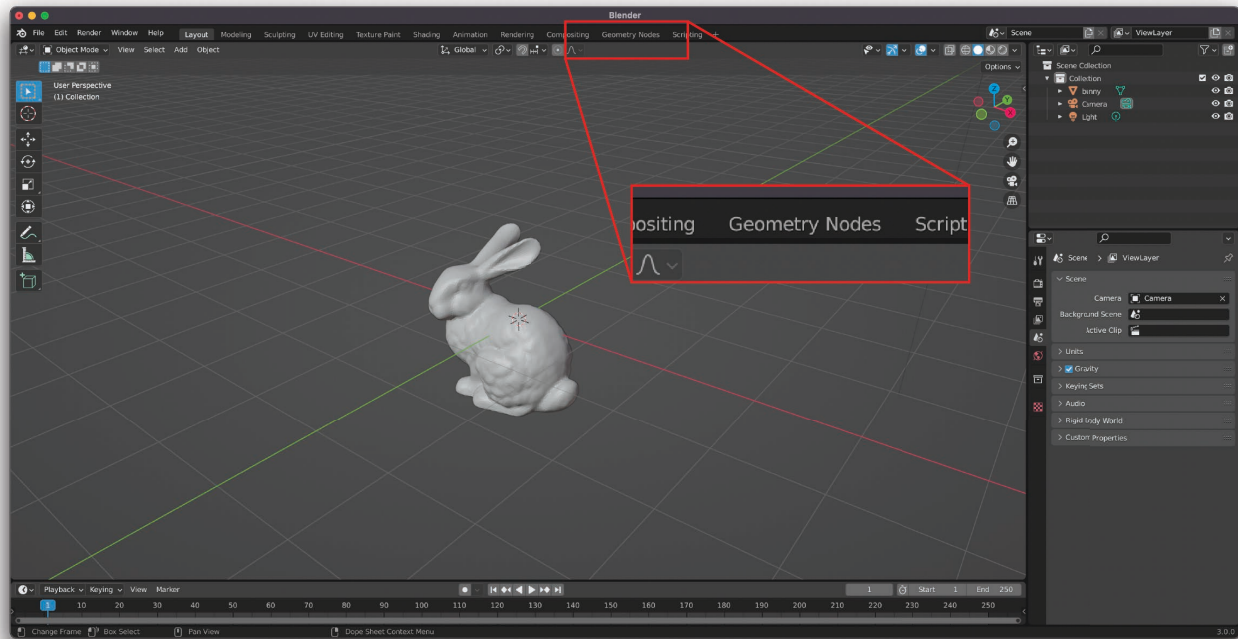 Blender
File Edit Render Window Help Layout Modeling Sculpting UV Editing Texture Paint Shading Animation Rendering Compositing Geometry Nodes Scripting + Scene ViewLayer
Object Mode View Select Add Object Global
Options
User Perspective
(1) Collection
Scene Collection
Collection
bunny
Camera
Light
Z
Y
X
positing Geometry Nodes Script
Scene > ViewLayer
Scene
Camera Camera
Background Scene
Active Clip
Units
Gravity
Keying Sets
Audio
Rigid Body World
Custom Properties
Playback Keying View Marker 1 Start 1 End 250
1 10 20 30 40 50 60 70 80 90 100 110 120 130 140 150 160 170 180 190 200 210 220 230 240 250
Change Frame Box Select Pan View Dope Sheet Context Menu 3.0.0